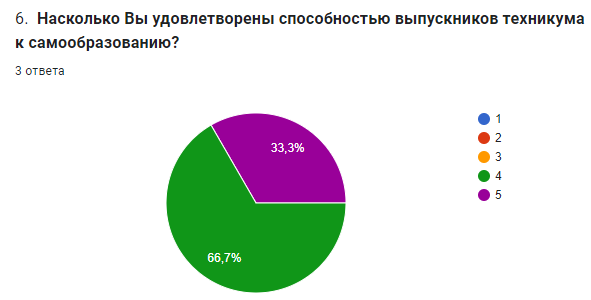 6. Насколько Вы удовлетворены способностью выпускников техникума
к самообразованию?
3 ответа
33,3%
66,7%
1
2
3
4
5